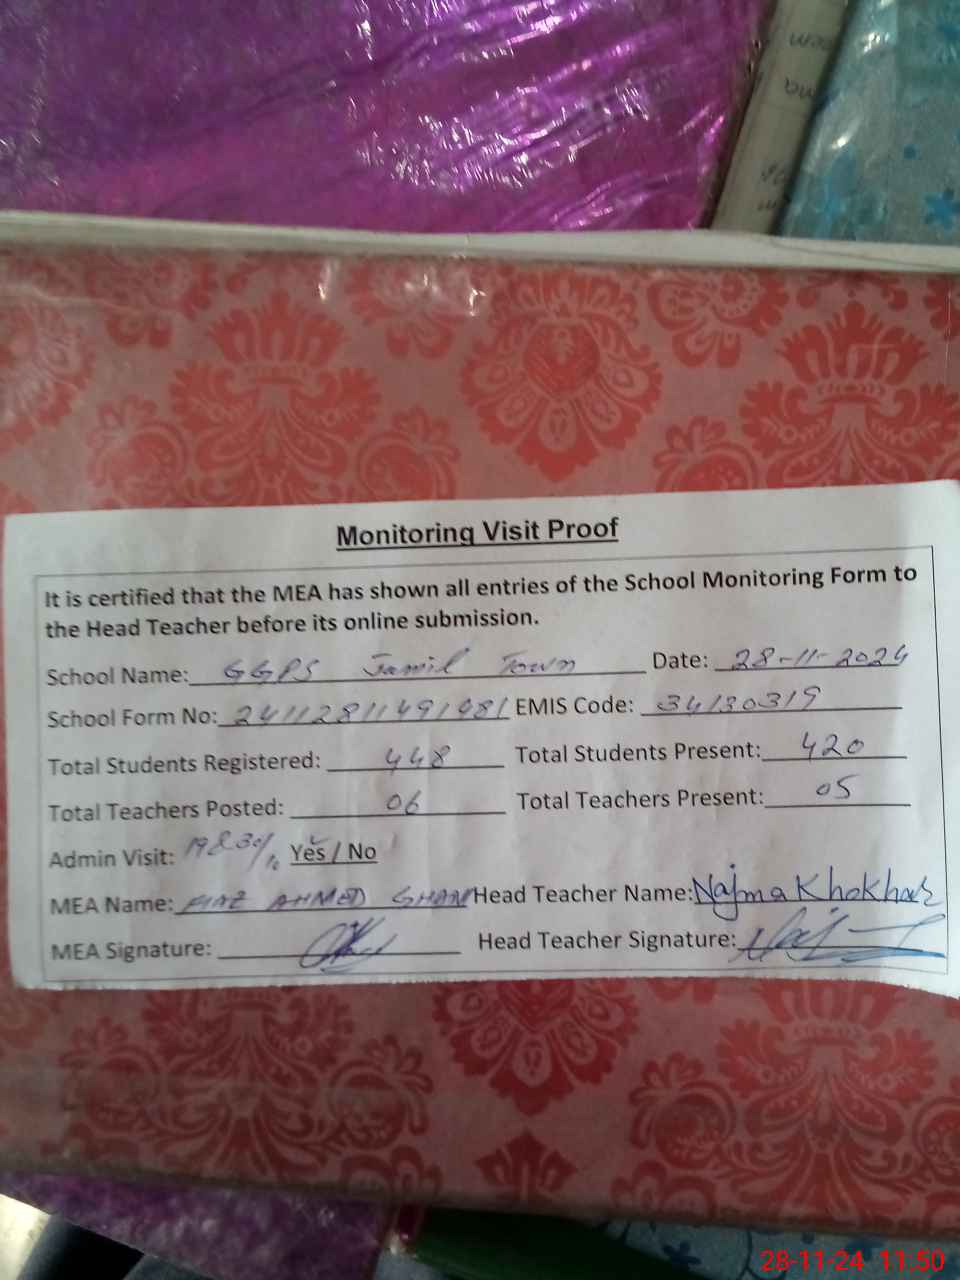 Monitoring Visit Proof
It is certified that the MEA has shown all entries of the School Monitoring Form to
the Head Teacher before its online submission.
School Name: GGPS Jamil Town Date: 28-11-2024
School Form No: 241128114919481 EMIS Code: 34130319
Total Students Registered: 448 Total Students Present: 420
Total Teachers Posted: 06 Total Teachers Present: 05
Admin Visit: Yes / No
MEA Name: AHMED Head Teacher Name: Najma Khokhar
MEA Signature: Head Teacher Signature:
28-11-24 11:50